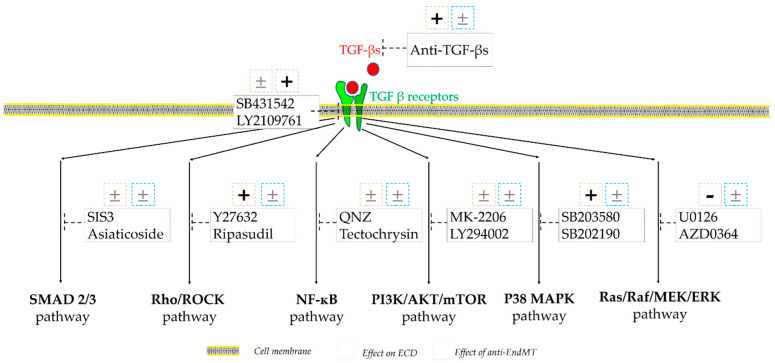 + ±
TGF-βs
Anti-TGF-βs
± +
SB431542
LY2109761
TGF β receptors
± ±
SIS3
Asiaticoside
+ ±
Y27632
Ripasudil
± ±
QNZ
Tectochrysin
± ±
MK-2206
LY294002
+ ±
SB203580
SB202190
- ±
U0126
AZD0364
SMAD 2/3
pathway
Rho/ROCK
pathway
NF-κB
pathway
PI3K/AKT/mTOR
pathway
P38 MAPK
pathway
Ras/Raf/MEK/ERK
pathway
Cell membrane
Effect on ECD
Effect of anti-EndMT